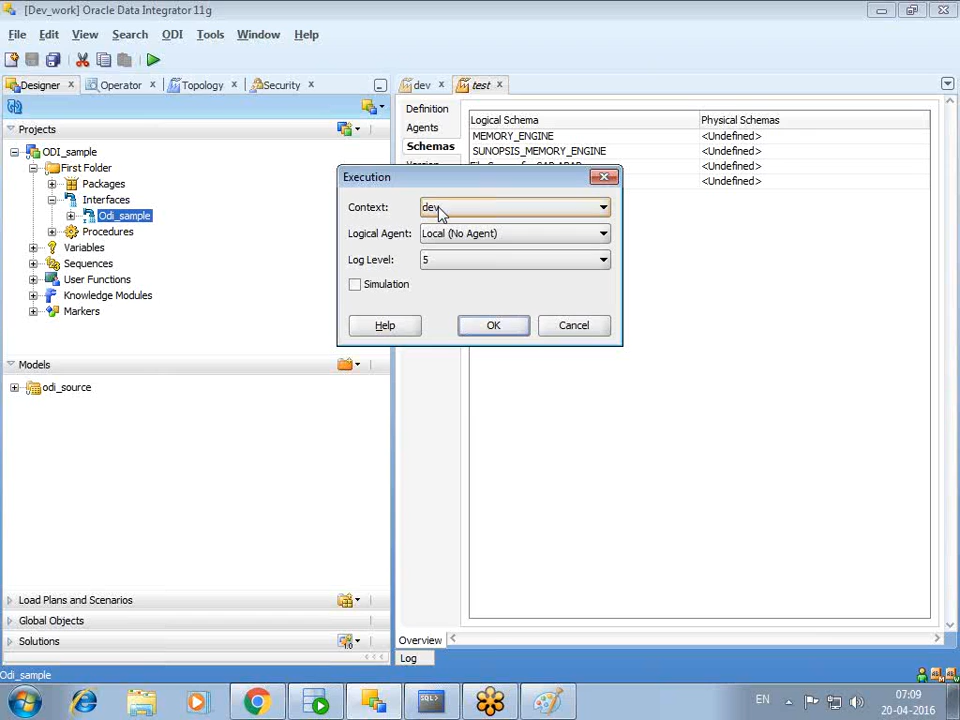 [Dev_work] Oracle Data Integrator 11g
File Edit View Search ODI Tools Window Help
Designer Operator Topology Security
dev test
Projects
ODI_sample
First Folder
Packages
Interfaces
Odi_sample
Procedures
Variables
Sequences
User Functions
Knowledge Modules
Markers
Models
odi_source
Load Plans and Scenarios
Global Objects
Solutions
Odi_sample
Definition
Agents
Schemas
Logical Schema Physical Schemas
MEMORY_ENGINE <Undefined>
SUNOPSIS_MEMORY_ENGINE <Undefined>
<Undefined>
<Undefined>
Execution
Context: dev
Logical Agent: Local (No Agent)
Log Level: 5
Simulation
Help OK Cancel
Overview
Log
EN
07:09
20-04-2016